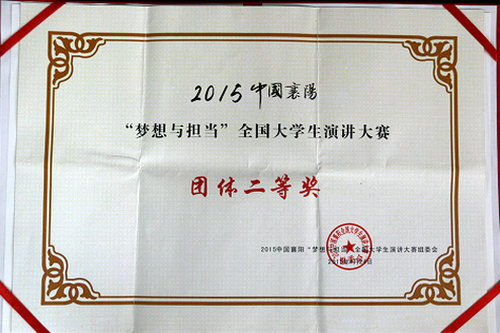 2015中國襄陽
“梦想与担当”全国大学生演讲大赛
团体二等奖
2015中国襄阳“梦想与担当”全国大学生演讲大赛组委会